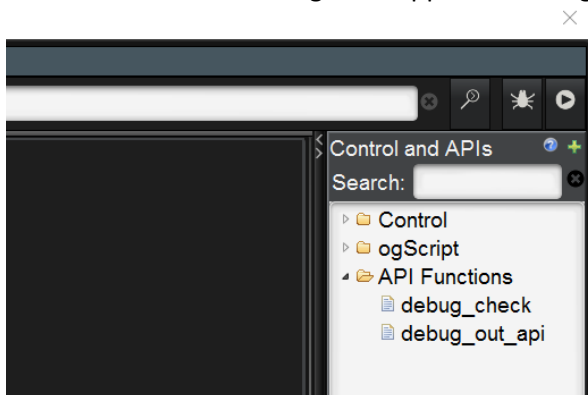 Control and APIs
Search:
Control
ogScript
API Functions
debug_check
debug_out_api